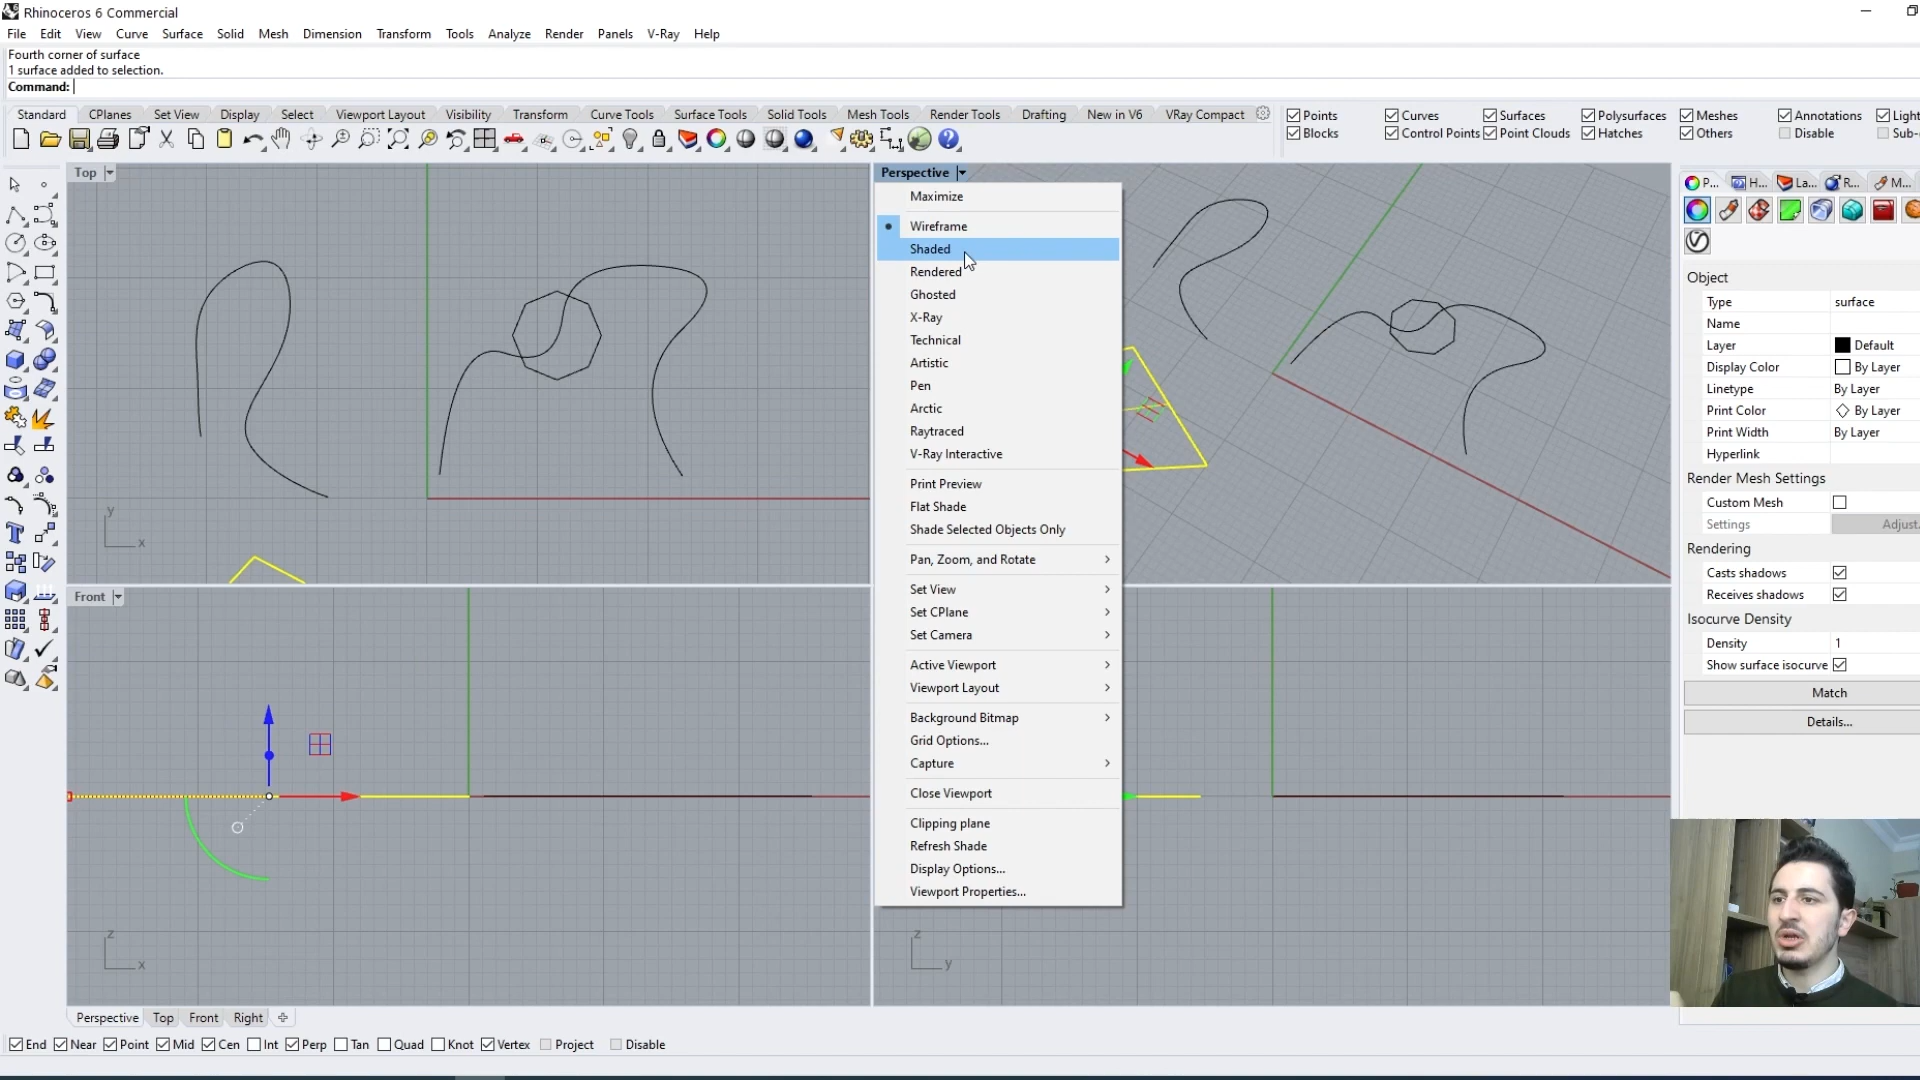 Rhinoceros 6 Commercial
File Edit View Curve Surface Solid Mesh Dimension Transform Tools Analyze Render Panels V-Ray Help
Fourth corner of surface
1 surface added to selection.
Command:
Standard CPlanes Set View Display Select Viewport Layout Visibility Transform Curve Tools Surface Tools Solid Tools Mesh Tools Render Tools Drafting New in V6 VRay Compact
Points Curves Surfaces Polysurfaces Meshes Annotations Light
Blocks Control Points Point Clouds Hatches Others Disable Sub-
Top
Perspective
P... H... La... R... M...
Maximize
Wireframe
Shaded
Rendered
Ghosted
X-Ray
Technical
Artistic
Pen
Arctic
Raytraced
V-Ray Interactive
Print Preview
Flat Shade
Shade Selected Objects Only
Pan, Zoom, and Rotate
Set View
Set CPlane
Set Camera
Active Viewport
Viewport Layout
Background Bitmap
Grid Options...
Capture
Close Viewport
Clipping plane
Refresh Shade
Display Options...
Viewport Properties...
Object
Type surface
Name
Layer Default
Display Color By Layer
Linetype By Layer
Print Color By Layer
Print Width By Layer
Hyperlink
Render Mesh Settings
Custom Mesh
Settings Adjust.
Rendering
Casts shadows
Receives shadows
Isocurve Density
Density 1
Show surface isocurve
Match
Details...
y
x
Front
z
x
z
y
Perspective Top Front Right
End Near Point Mid Cen Int Perp Tan Quad Knot Vertex Project Disable